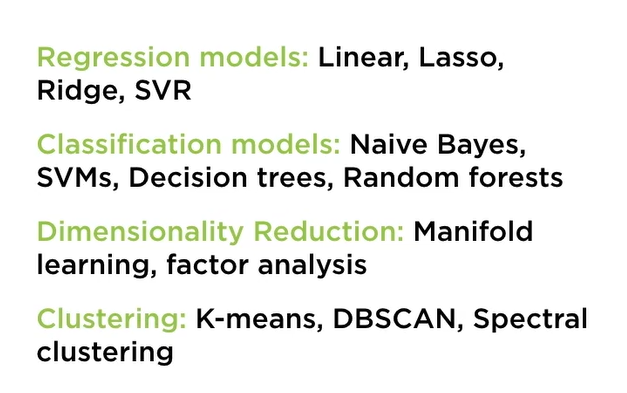 Regression models: Linear, Lasso,
Ridge, SVR
Classification models: Naive Bayes,
SVMs, Decision trees, Random forests
Dimensionality Reduction: Manifold
learning, factor analysis
Clustering: K-means, DBSCAN, Spectral
clustering